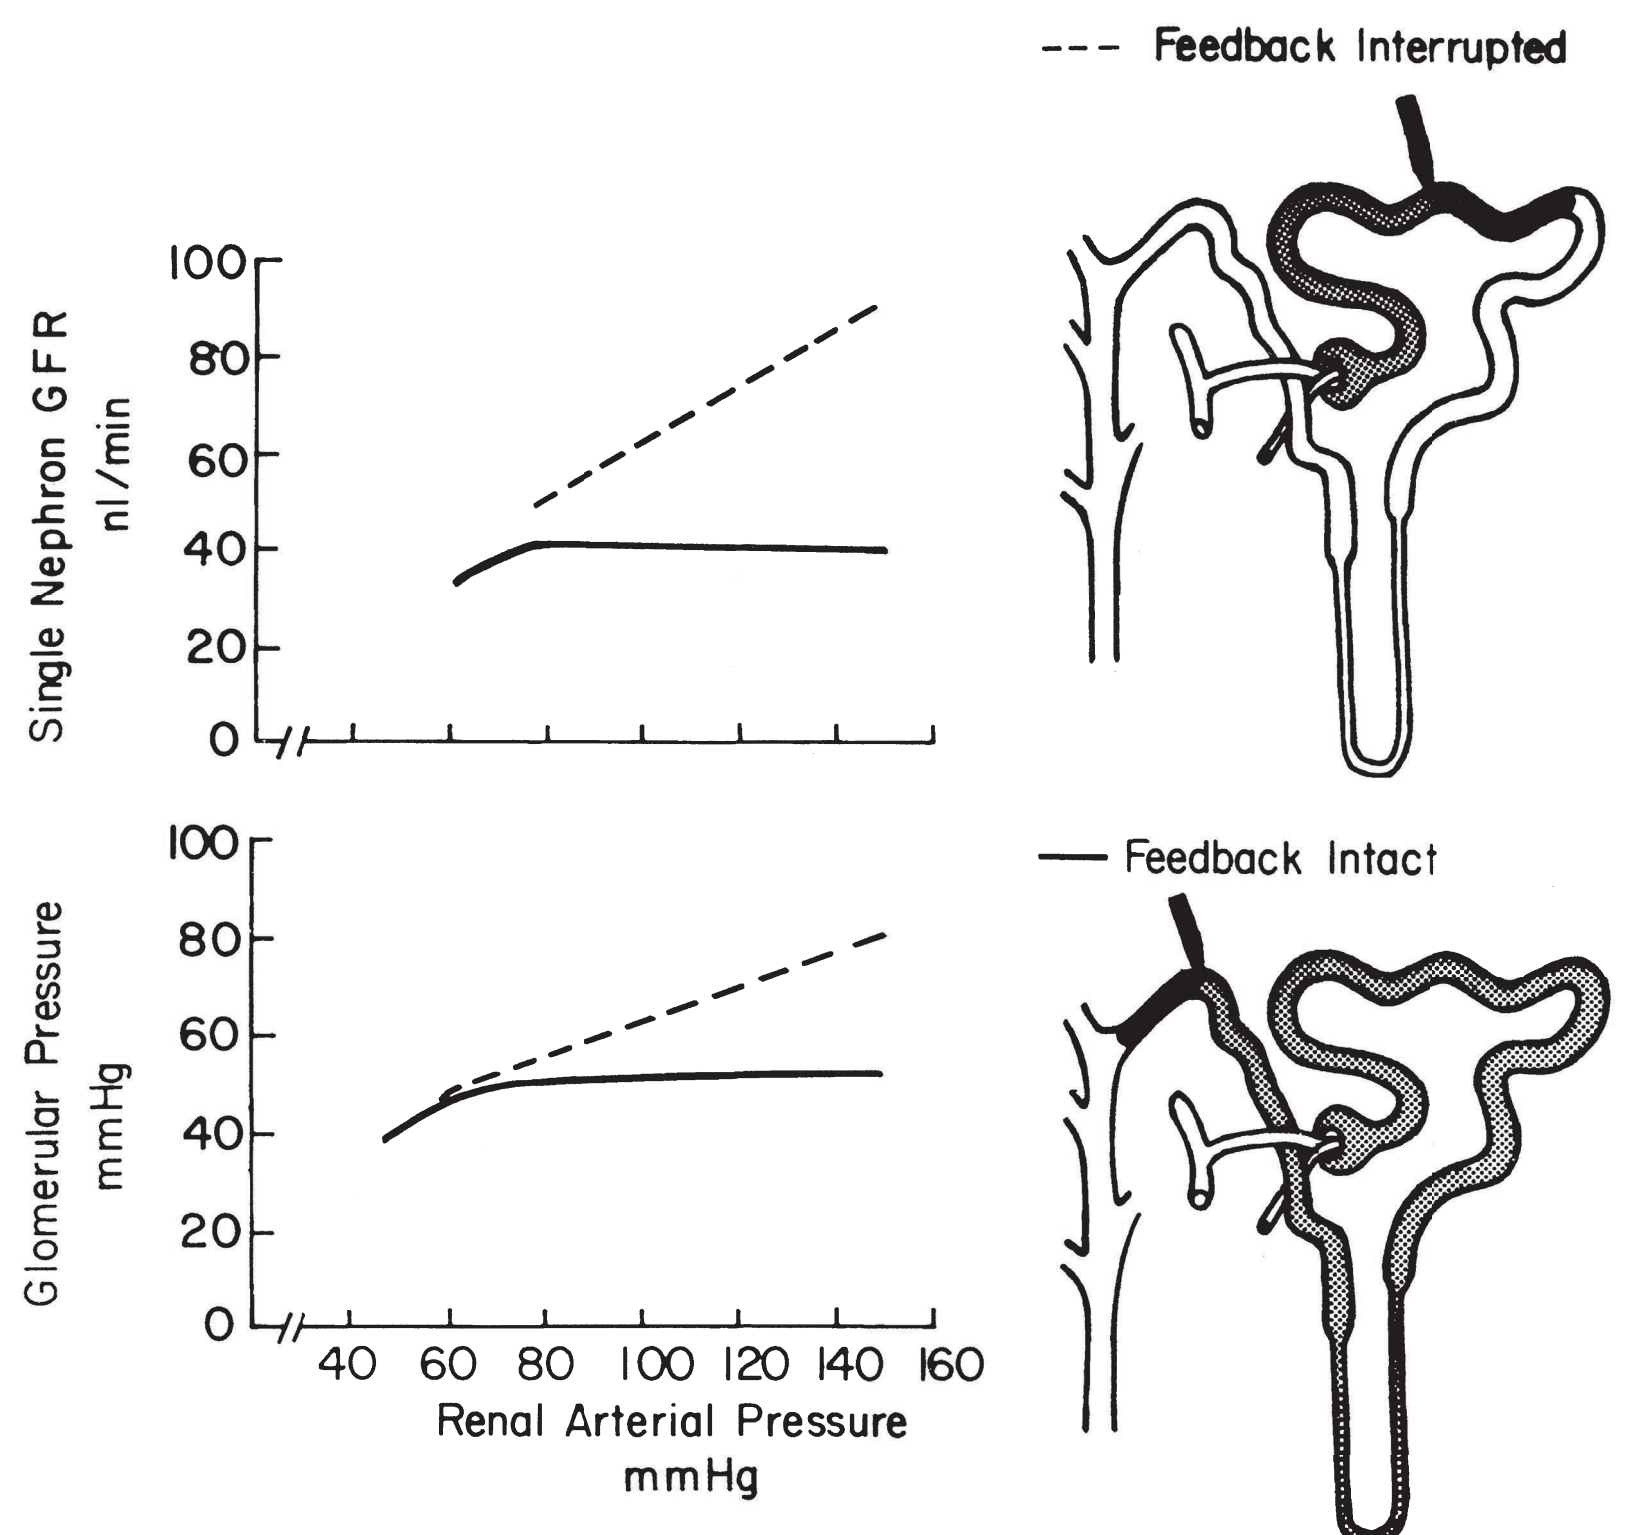 --- Feedback Interrupted
Single Nephron GFR
nl/min
100
80
60
40
20
0
— Feedback Intact
Glomerular Pressure
mmHg
100
80
60
40
20
0
40 60 80 100 120 140 160
Renal Arterial Pressure
mmHg